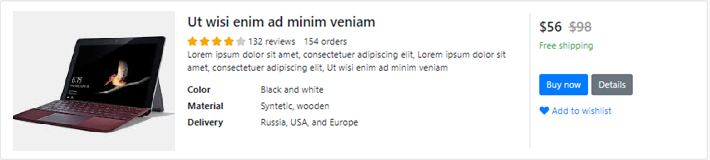 Ut wisi enim ad minim veniam
132 reviews 154 orders
Lorem ipsum dolor sit amet, consectetuer adipiscing elit, Lorem ipsum dolor sit
amet, consectetuer adipiscing elit, Ut wisi enim ad minim veniam
Color Black and white
Material Syntetic, wooden
Delivery Russia, USA, and Europe
$56 $98
Free shipping
Buy now Details
Add to wishlist
6:75